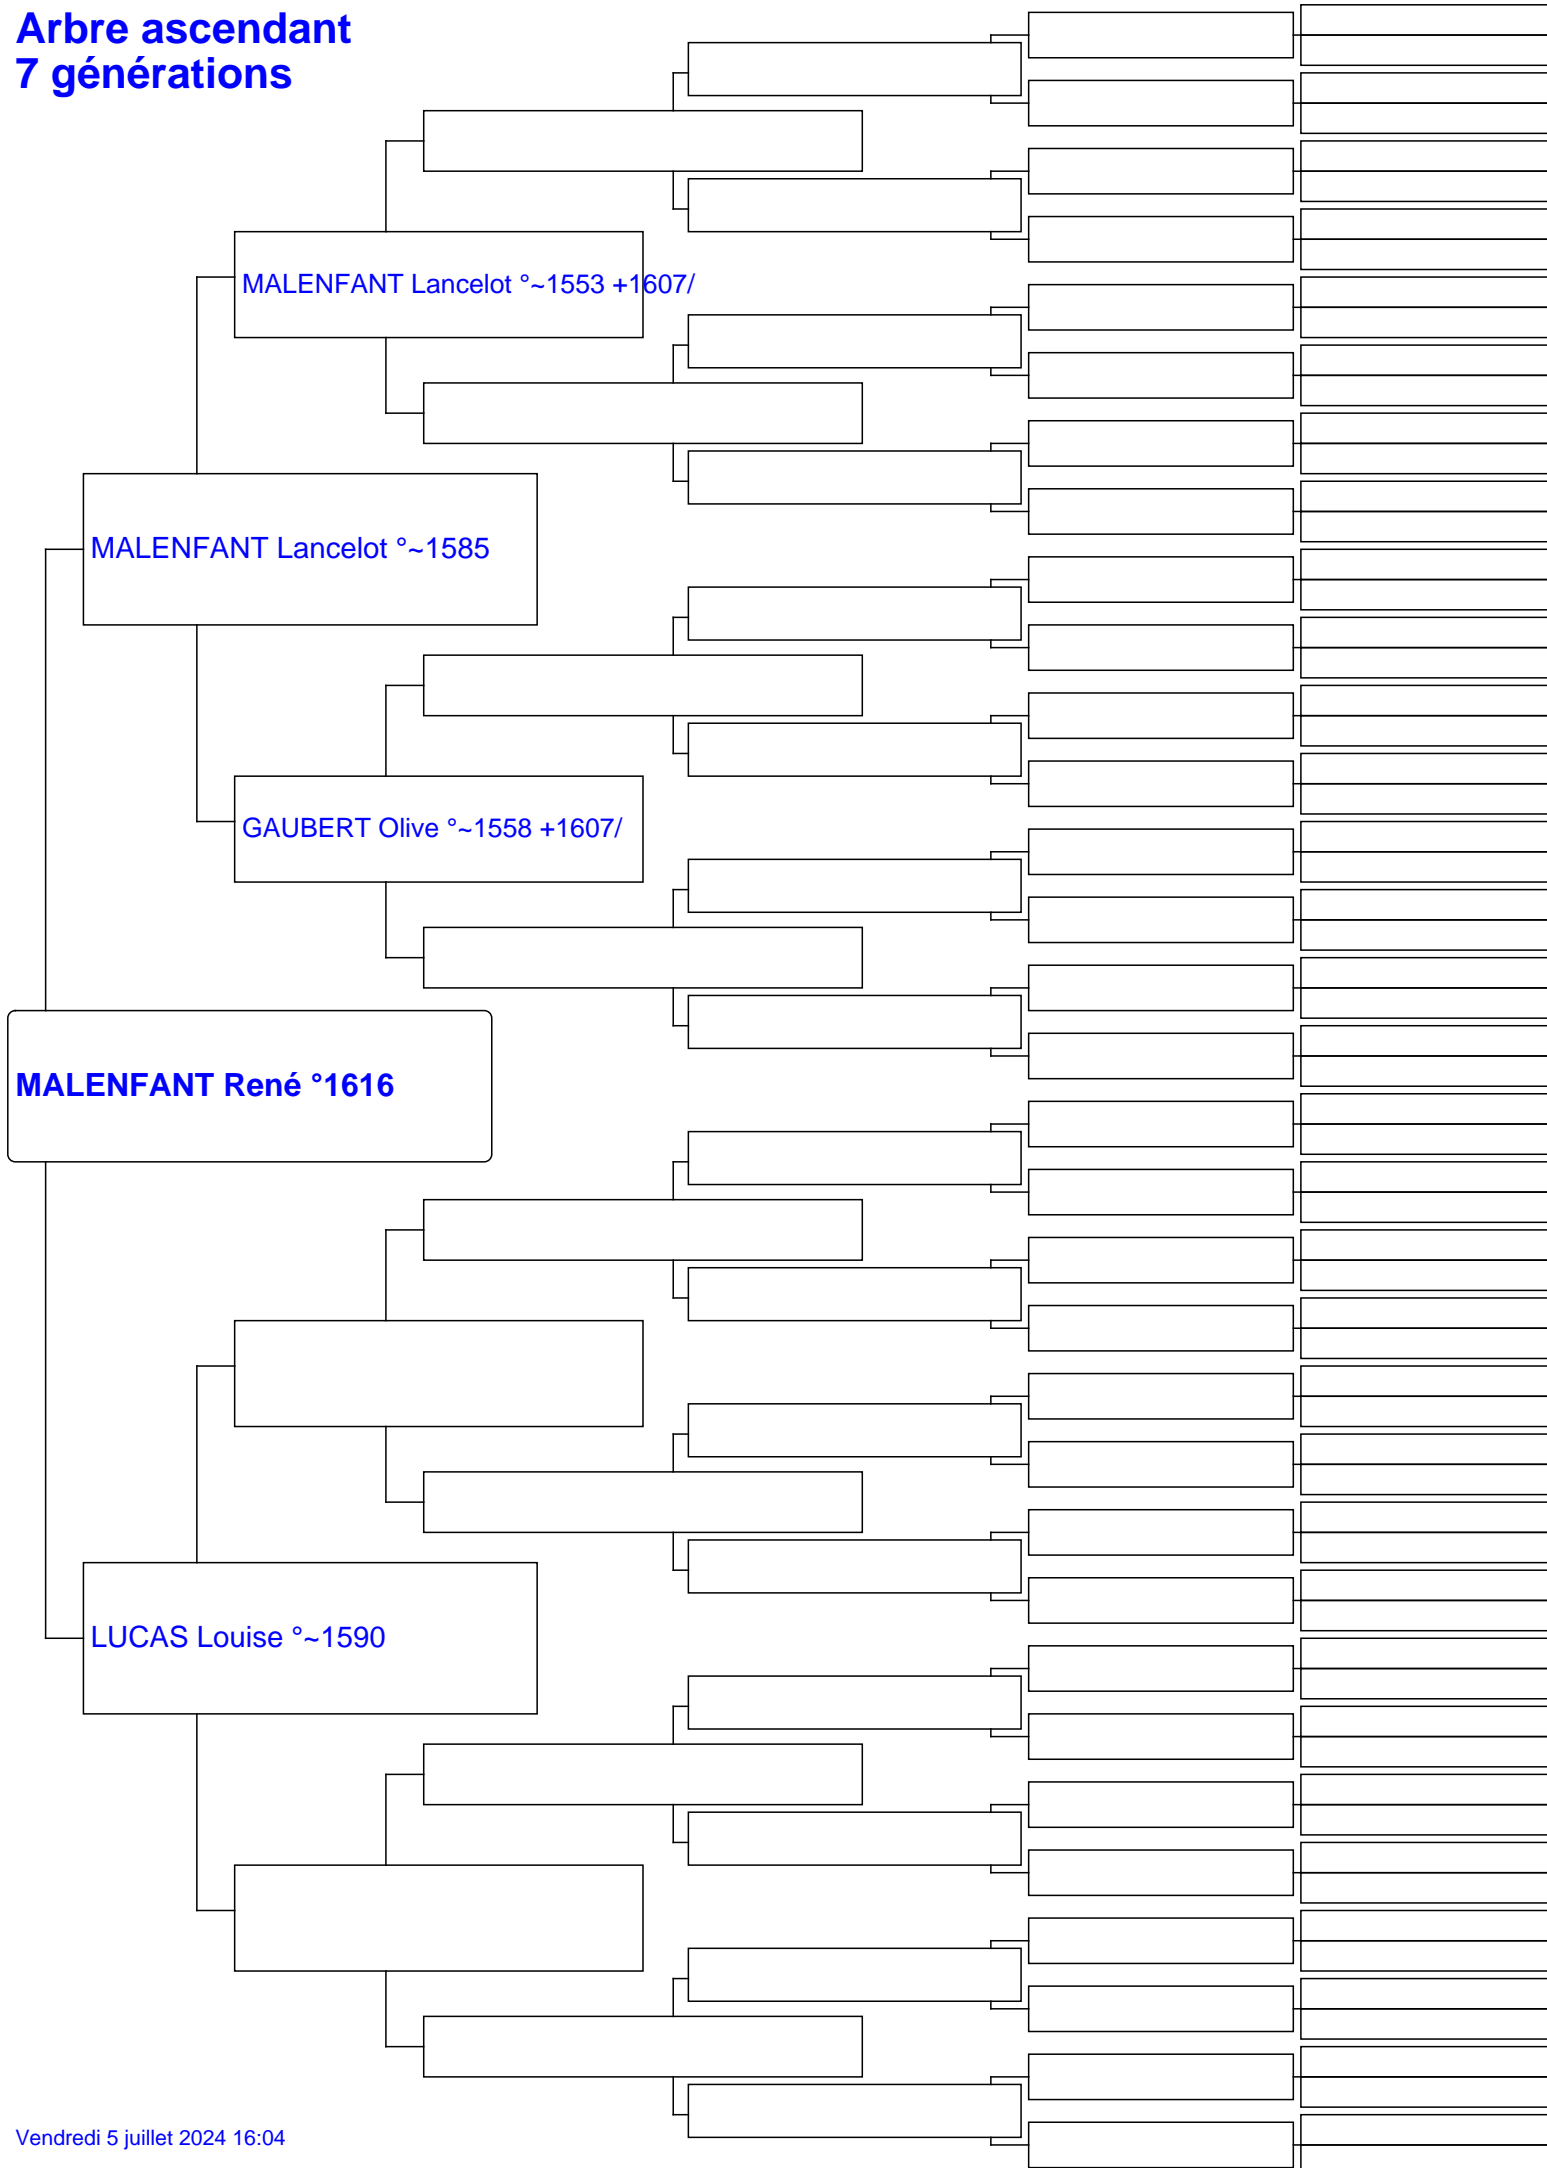 Arbre ascendant
7 générations
MALENFANT Lancelot °~1553 +1607/
MALENFANT Lancelot °~1585
GAUBERT Olive °~1558 +1607/
MALENFANT René °1616
LUCAS Louise °~1590
Vendredi 5 juillet 2024 16:04